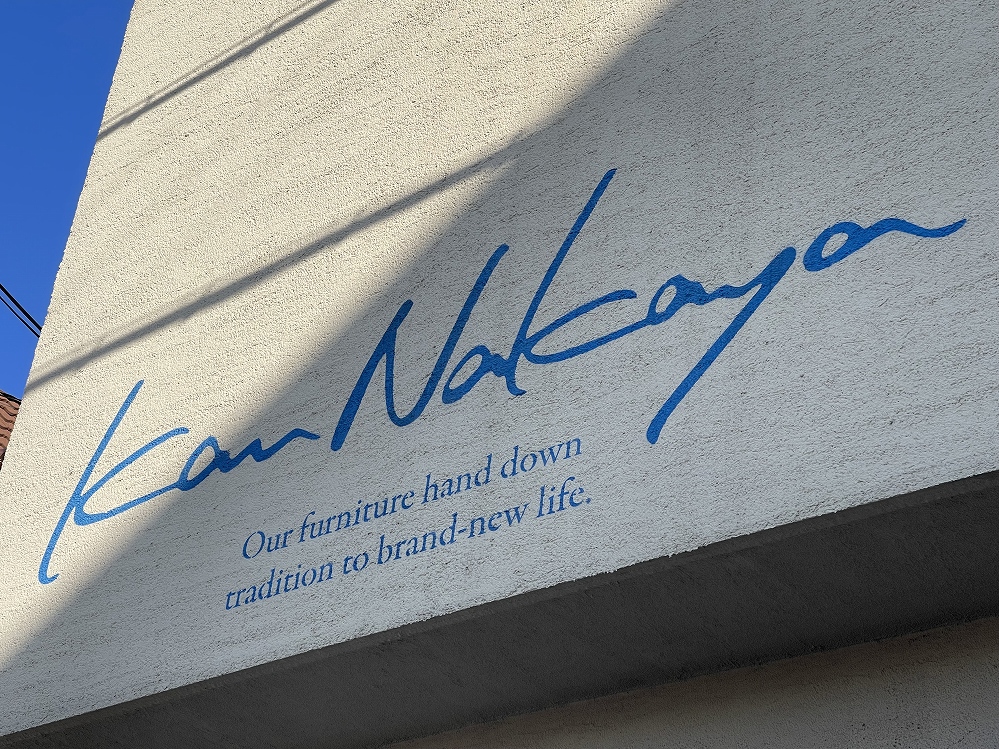 Kan Nakaya
Our furniture hand down
tradition to brand-new life.